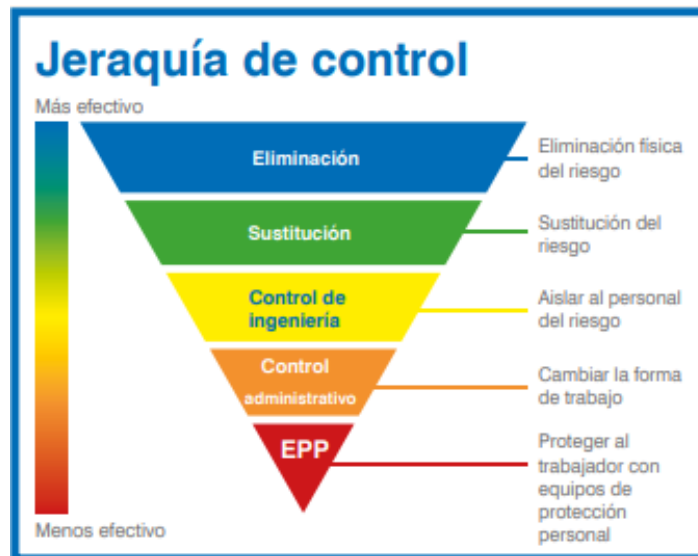 Jeraquía de control
Más efectivo
Eliminación
Eliminación física
del riesgo
Sustitución
Sustitución del
riesgo
Control de
ingeniería
Aislar al personal
del riesgo
Control
administrativo
Cambiar la forma
de trabajo
EPP
Proteger al
trabajador con
equipos de
protección
personal
Menos efectivo